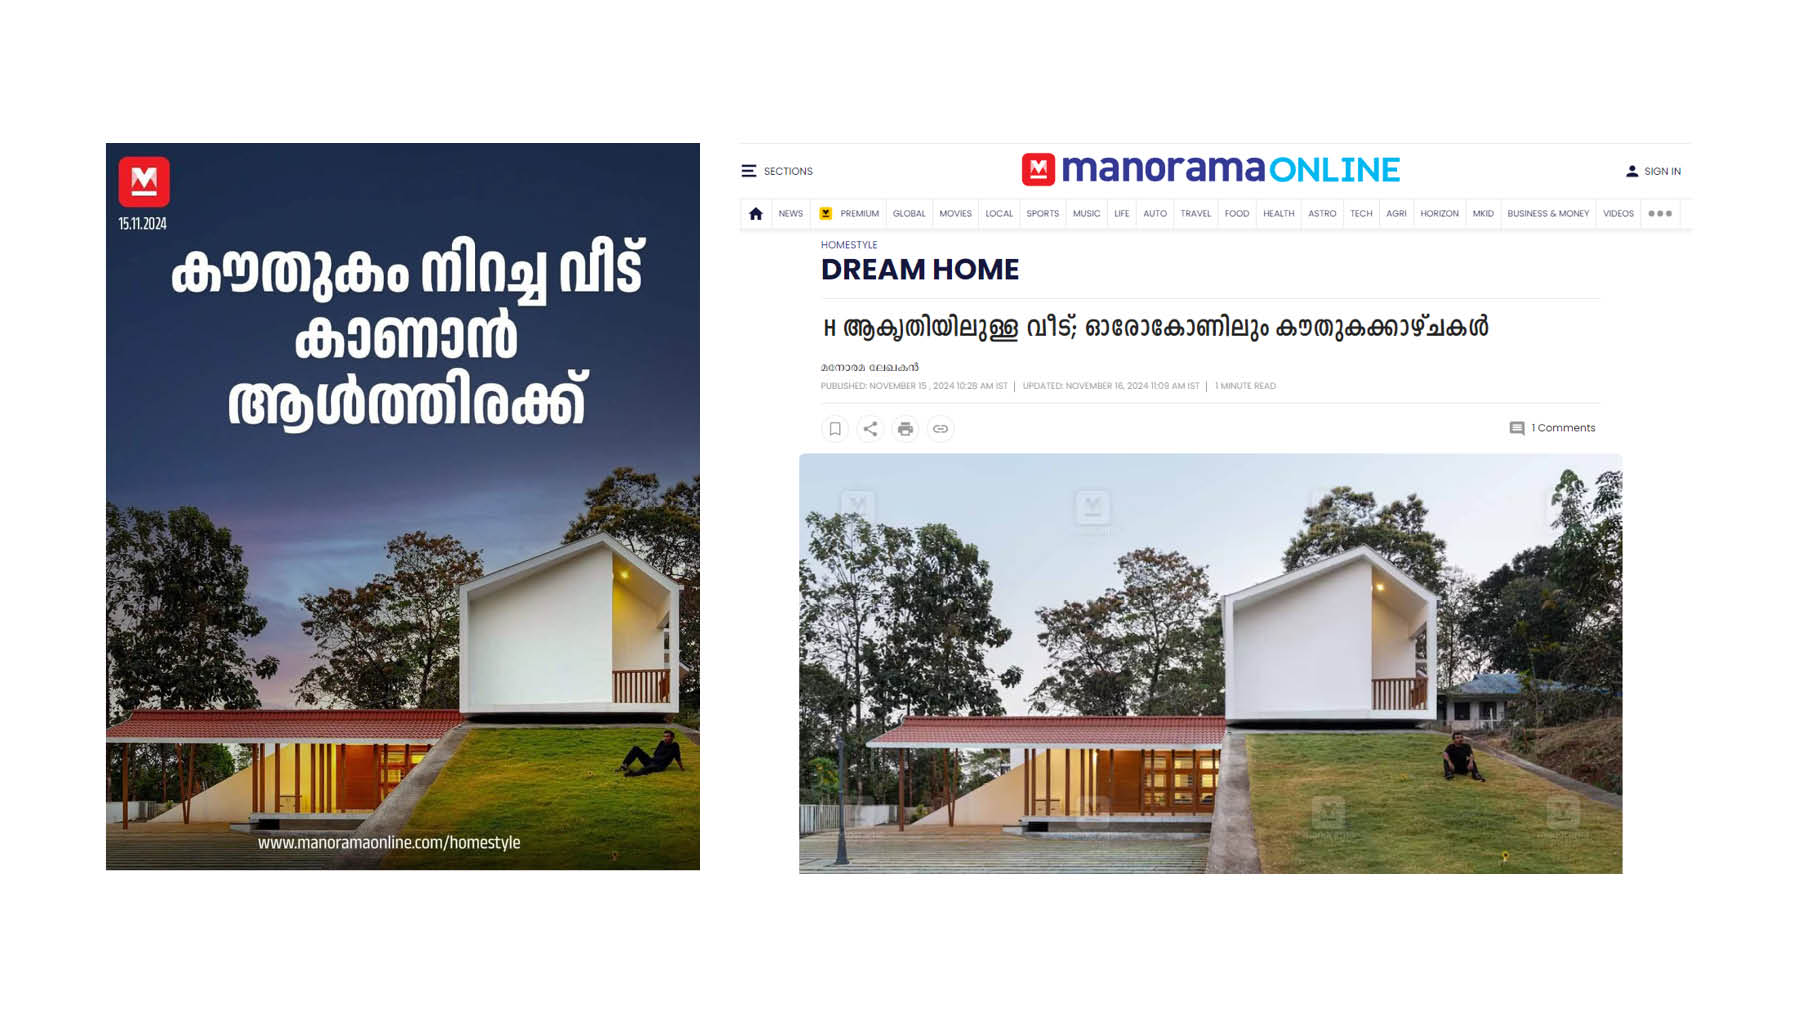 15.11.2024
കൗതുകം നിറച്ച വീട്
കാണാൻ
ആൾത്തിരക്ക്
www.manoramaonline.com/homestyle
SECTIONS
manoramaONLINE
SIGN IN
NEWS PREMIUM GLOBAL MOVIES LOCAL SPORTS MUSIC LIFE AUTO TRAVEL FOOD HEALTH ASTRO TECH AGRI HORIZON MKID BUSINESS & MONEY VIDEOS
HOMESTYLE
DREAM HOME
H ആകൃതിയിലുള്ള വീട്; ഓരോകോണിലും കൗതുകക്കാഴ്ചകൾ
മനോരമ ലേഖകൻ
PUBLISHED: NOVEMBER 15 , 2024 10:28 AM IST | UPDATED: NOVEMBER 16, 2024 11:09 AM IST | 1 MINUTE READ
1 Comments